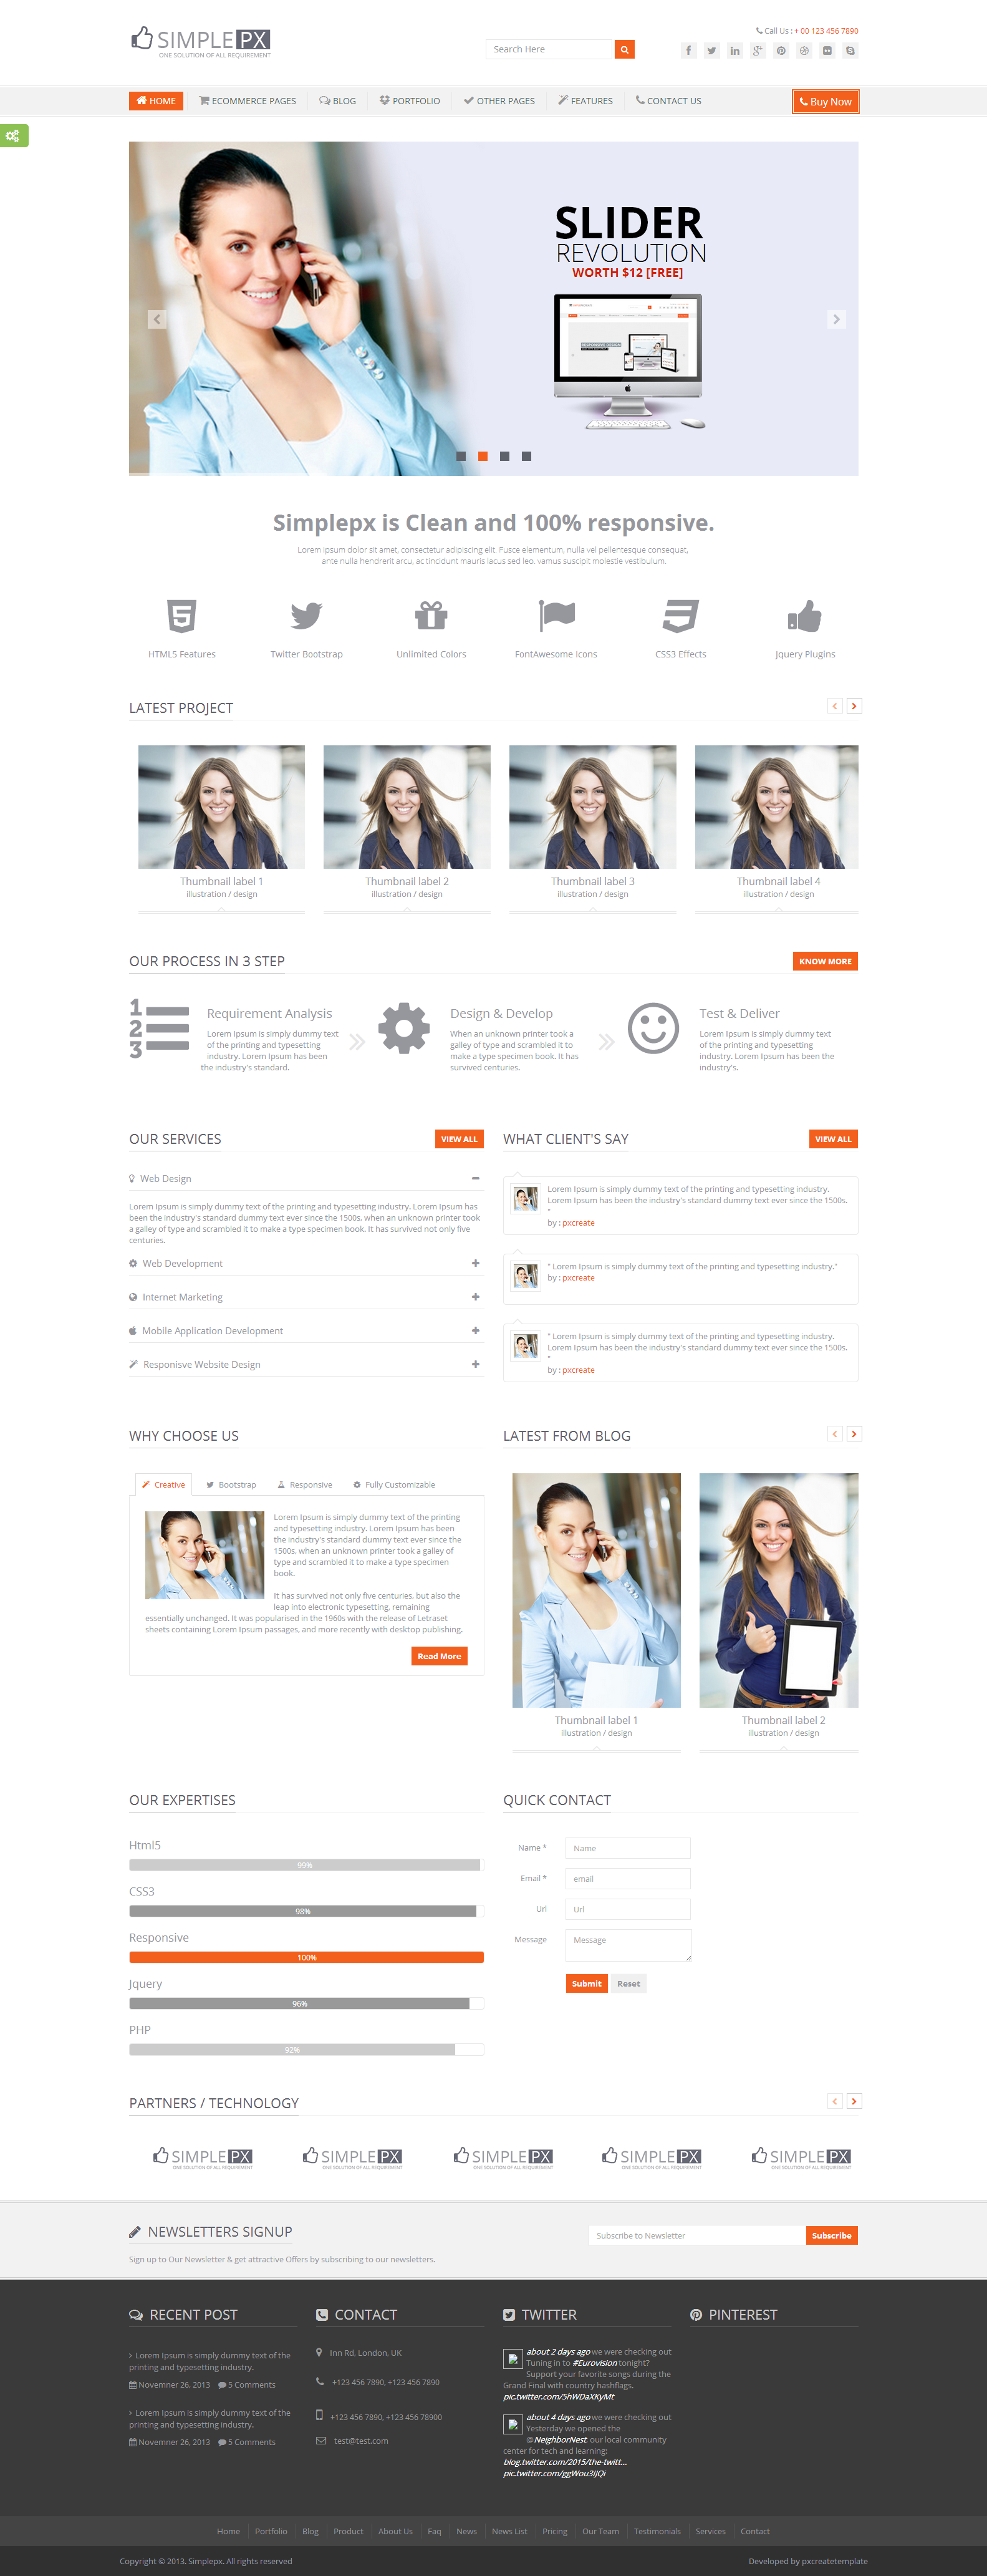 SIMPLE PX
ONE SOLUTION OF ALL REQUIREMENT
Call Us : + 00 123 456 7890
Search Here
HOME
ECOMMERCE PAGES
BLOG
PORTFOLIO
OTHER PAGES
FEATURES
CONTACT US
Buy Now
SLIDER
REVOLUTION
WORTH $12 [FREE]
Simplepx is Clean and 100% responsive.
Lorem ipsum dolor sit amet, consectetur adipiscing elit. Fusce elementum, nulla vel pellentesque consequat,
ante nulla hendrerit arcu, ac tincidunt mauris lacus sed leo. vamus suscipit molestie vestibulum.
HTML5 Features
Twitter Bootstrap
Unlimited Colors
FontAwesome Icons
CSS3 Effects
Jquery Plugins
LATEST PROJECT
Thumbnail label 1
illustration / design
Thumbnail label 2
illustration / design
Thumbnail label 3
illustration / design
Thumbnail label 4
illustration / design
OUR PROCESS IN 3 STEP
KNOW MORE
1
2
3
Requirement Analysis
Lorem Ipsum is simply dummy text
of the printing and typesetting
industry. Lorem Ipsum has been
the industry's standard.
Design & Develop
When an unknown printer took a
galley of type and scrambled it to
make a type specimen book. It has
survived centuries.
Test & Deliver
Lorem Ipsum is simply dummy text
of the printing and typesetting
industry. Lorem Ipsum has been the
industry's.
OUR SERVICES
VIEW ALL
Web Design
Lorem Ipsum is simply dummy text of the printing and typesetting industry. Lorem Ipsum has
been the industry's standard dummy text ever since the 1500s, when an unknown printer took
a galley of type and scrambled it to make a type specimen book. It has survived not only five
centuries.
Web Development
Internet Marketing
Mobile Application Development
Responisve Website Design
WHAT CLIENT'S SAY
VIEW ALL
Lorem Ipsum is simply dummy text of the printing and typesetting industry.
Lorem Ipsum has been the industry's standard dummy text ever since the 1500s.
"
by : pxcreate
" Lorem Ipsum is simply dummy text of the printing and typesetting industry."
by : pxcreate
" Lorem Ipsum is simply dummy text of the printing and typesetting industry.
Lorem Ipsum has been the industry's standard dummy text ever since the 1500s.
"
by : pxcreate
WHY CHOOSE US
Creative
Bootstrap
Responsive
Fully Customizable
Lorem Ipsum is simply dummy text of the printing
and typesetting industry. Lorem Ipsum has been
the industry's standard dummy text ever since the
1500s, when an unknown printer took a galley of
type and scrambled it to make a type specimen
book.
It has survived not only five centuries, but also the
leap into electronic typesetting, remaining
essentially unchanged. It was popularised in the 1960s with the release of Letraset
sheets containing Lorem Ipsum passages, and more recently with desktop publishing.
Read More
LATEST FROM BLOG
Thumbnail label 1
illustration / design
Thumbnail label 2
illustration / design
OUR EXPERTISES
Html5
99%
CSS3
98%
Responsive
100%
Jquery
96%
PHP
92%
QUICK CONTACT
Name *
Name
Email *
email
Url
Url
Message
Message
Submit
Reset
PARTNERS / TECHNOLOGY
SIMPLE PX
ONE SOLUTION OF ALL REQUIREMENT
SIMPLE PX
ONE SOLUTION OF ALL REQUIREMENT
SIMPLE PX
ONE SOLUTION OF ALL REQUIREMENT
SIMPLE PX
ONE SOLUTION OF ALL REQUIREMENT
SIMPLE PX
ONE SOLUTION OF ALL REQUIREMENT
NEWSLETTERS SIGNUP
Sign up to Our Newsletter & get attractive Offers by subscribing to our newsletters.
Subscribe to Newsletter
Subscribe
RECENT POST
Lorem Ipsum is simply dummy text of the
printing and typesetting industry.
Novemner 26, 2013
5 Comments
Lorem Ipsum is simply dummy text of the
printing and typesetting industry.
Novemner 26, 2013
5 Comments
CONTACT
Inn Rd, London, UK
+123 456 7890, +123 456 7890
+123 456 7890, +123 456 78900
test@test.com
TWITTER
about 2 days ago we were checking out
Tuning in to #Eurovision tonight?
Support your favorite songs during the
Grand Final with country hashflags.
pic.twitter.com/5hWDaXKyMt
about 4 days ago we were checking out
Yesterday we opened the
@NeighborNest, our local community
center for tech and learning:
blog.twitter.com/2015/the-twitt...
pic.twitter.com/ggWou3IJQi
PINTEREST
Home
Portfolio
Blog
Product
About Us
Faq
News
News List
Pricing
Our Team
Testimonials
Services
Contact
Copyright © 2013. Simplepx. All rights reserved
Developed by pxcreatetemplate